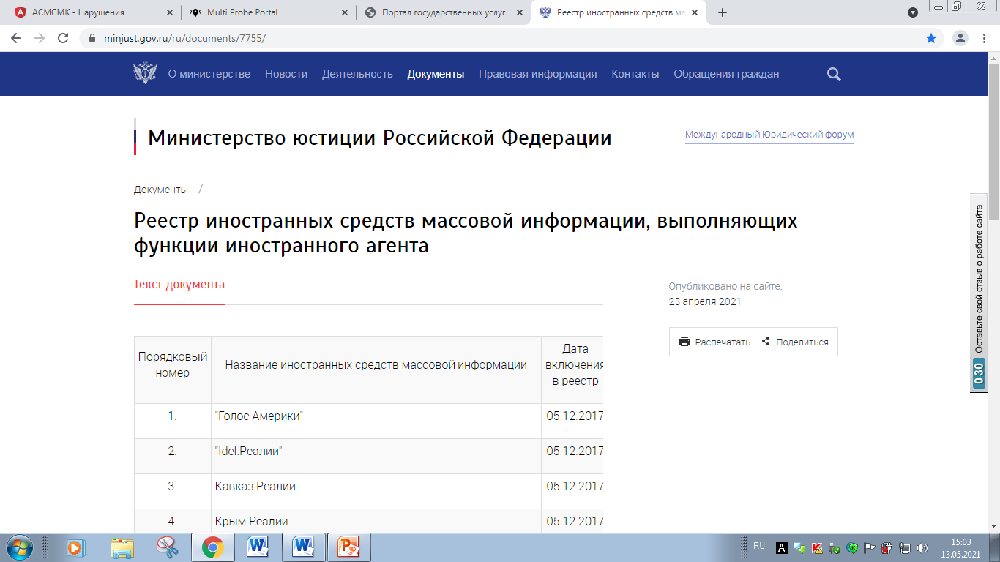 АСМСМК - Нарушения
Multi Probe Portal
Портал государственных услуг
Реестр иностранных средств ма
minjust.gov.ru/ru/documents/7755/
О министерстве Новости Деятельность Документы Правовая информация Контакты Обращения граждан
Министерство юстиции Российской Федерации
Международный Юридический форум
Документы /
Реестр иностранных средств массовой информации, выполняющих
функции иностранного агента
Текст документа
Опубликовано на сайте:
23 апреля 2021
Распечатать Поделиться
Оставьте свой отзыв о работе сайта
030
Порядковый
номер
Название иностранных средств массовой информации
Дата
включения
в реестр
1. "Голос Америки" 05.12.2017
2. "Idel.Реалии" 05.12.2017
3. Кавказ.Реалии 05.12.2017
4. Крым.Реалии 05.12.2017
RU
15:03
13.05.2021